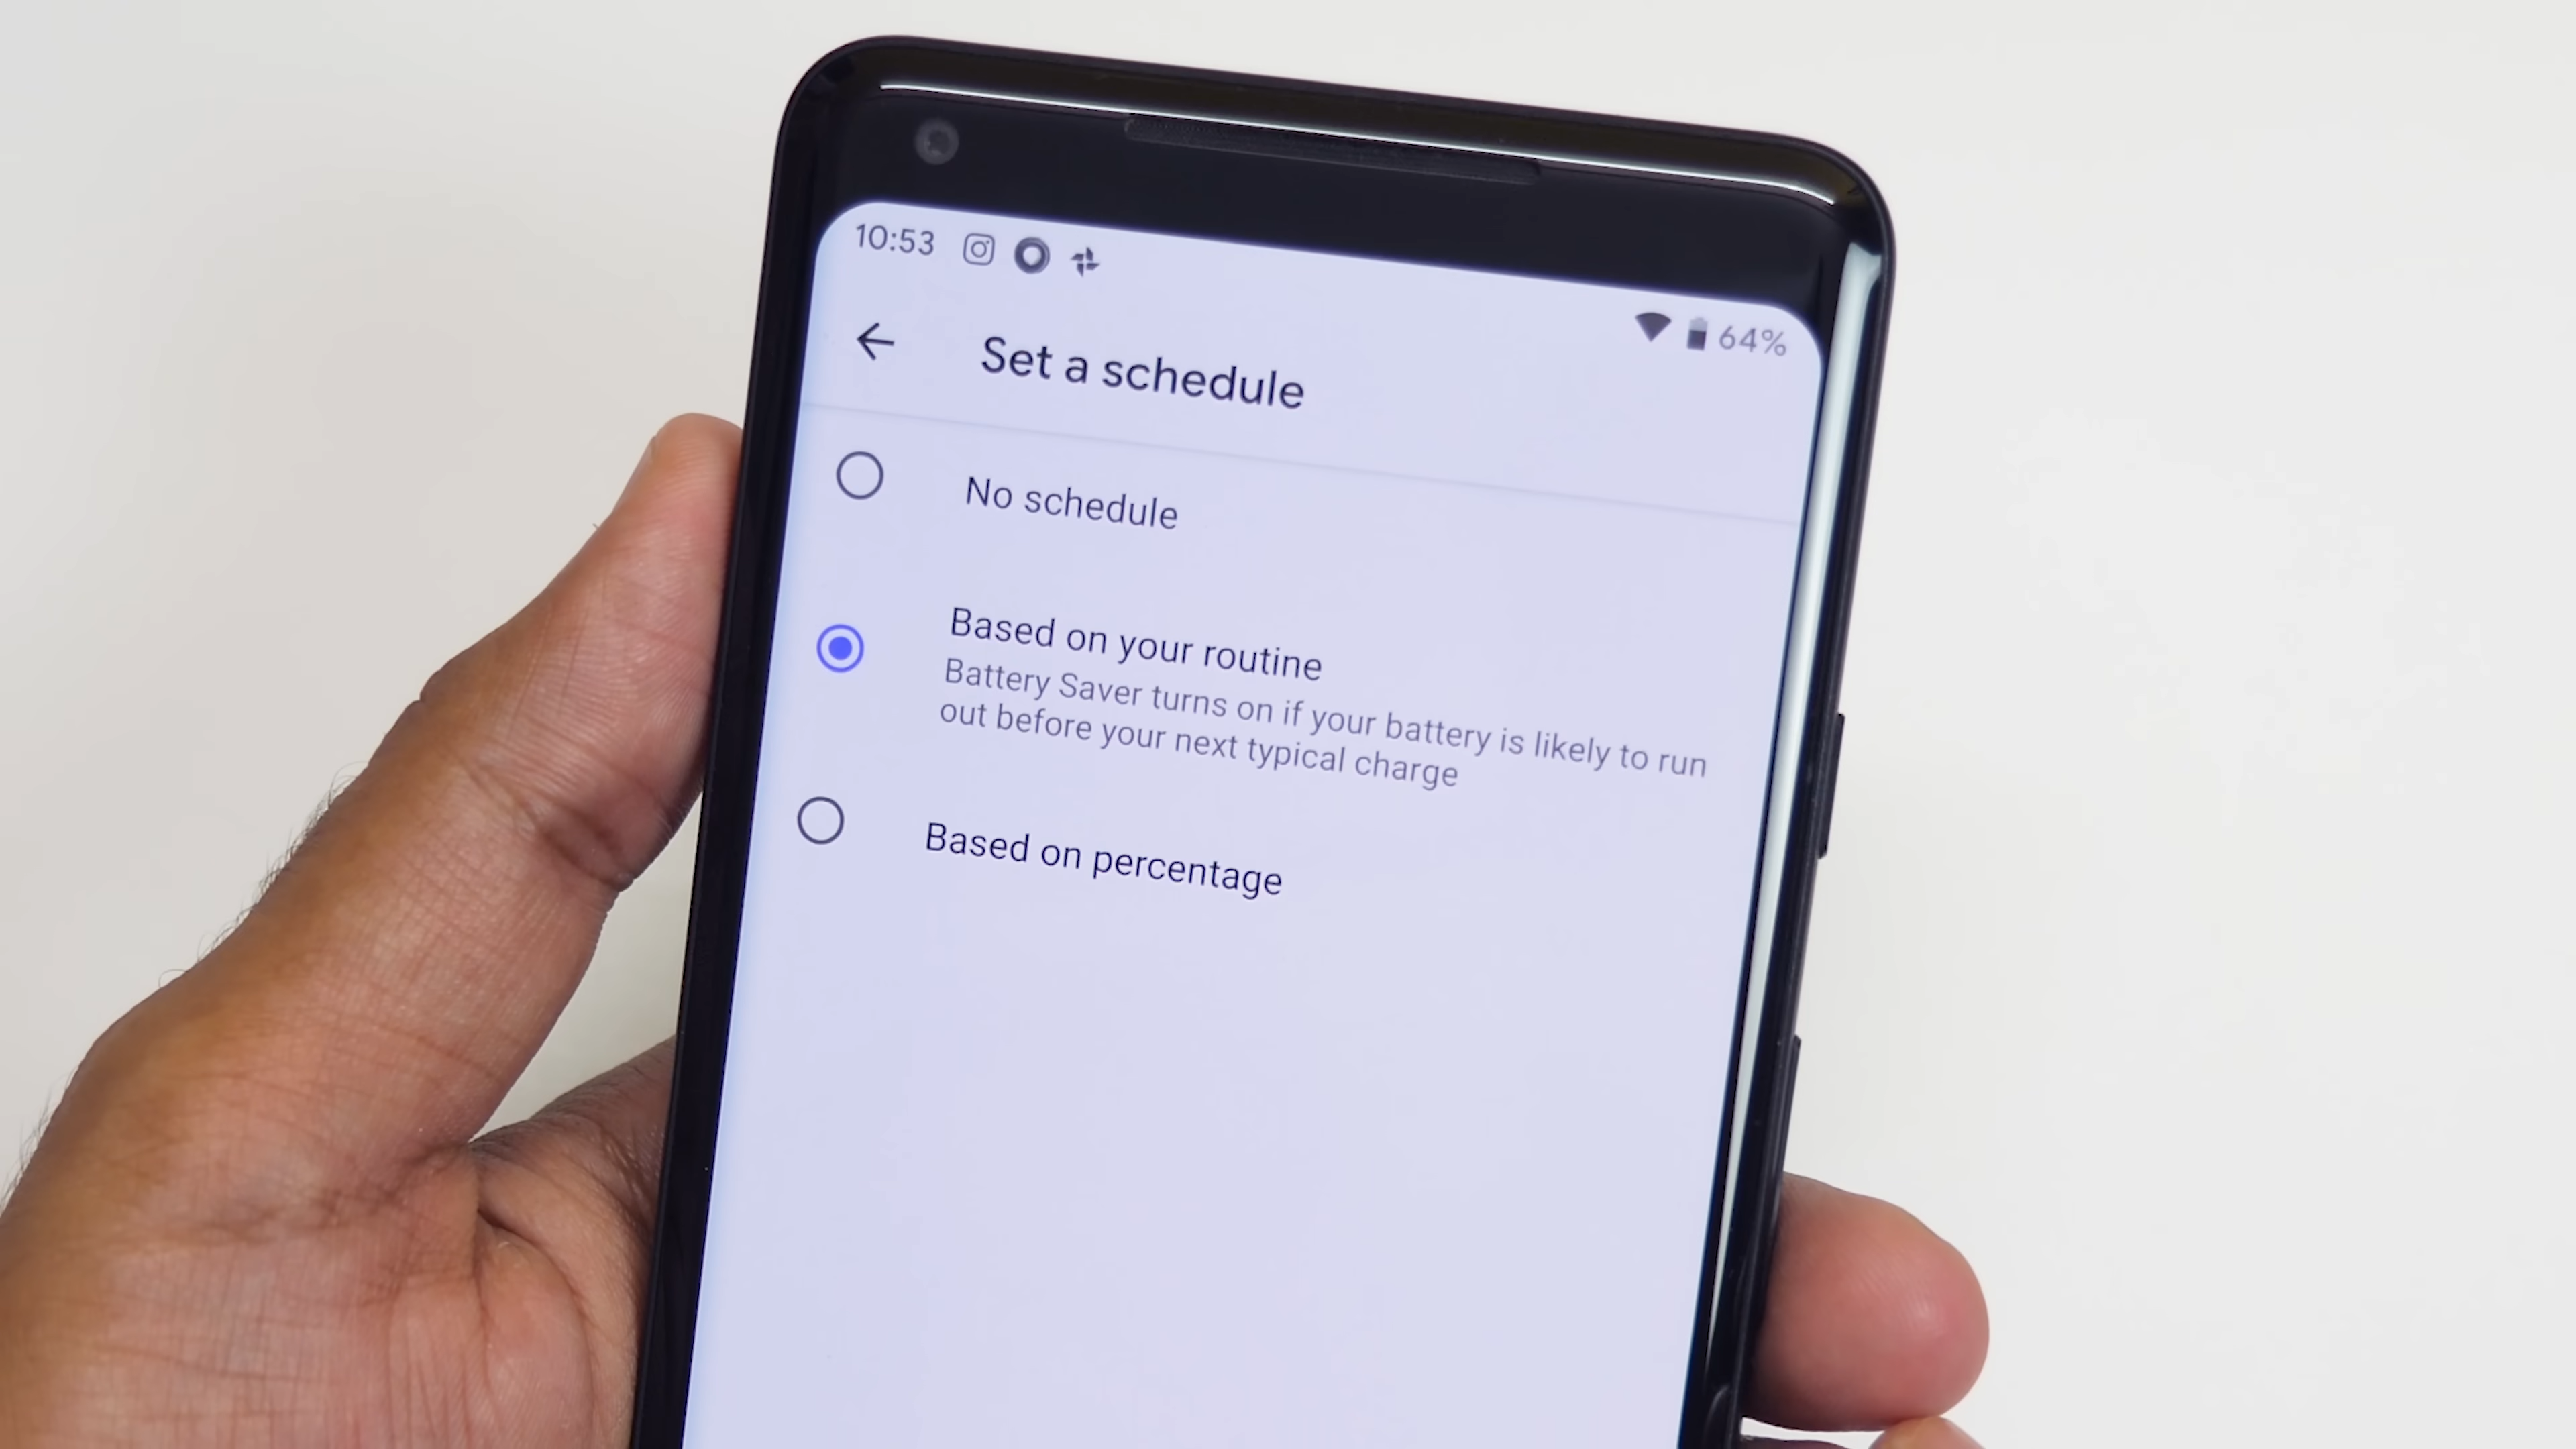 10:53
64%
Set a schedule
No schedule
Based on your routine
Battery Saver turns on if your battery is likely to run
out before your next typical charge
Based on percentage